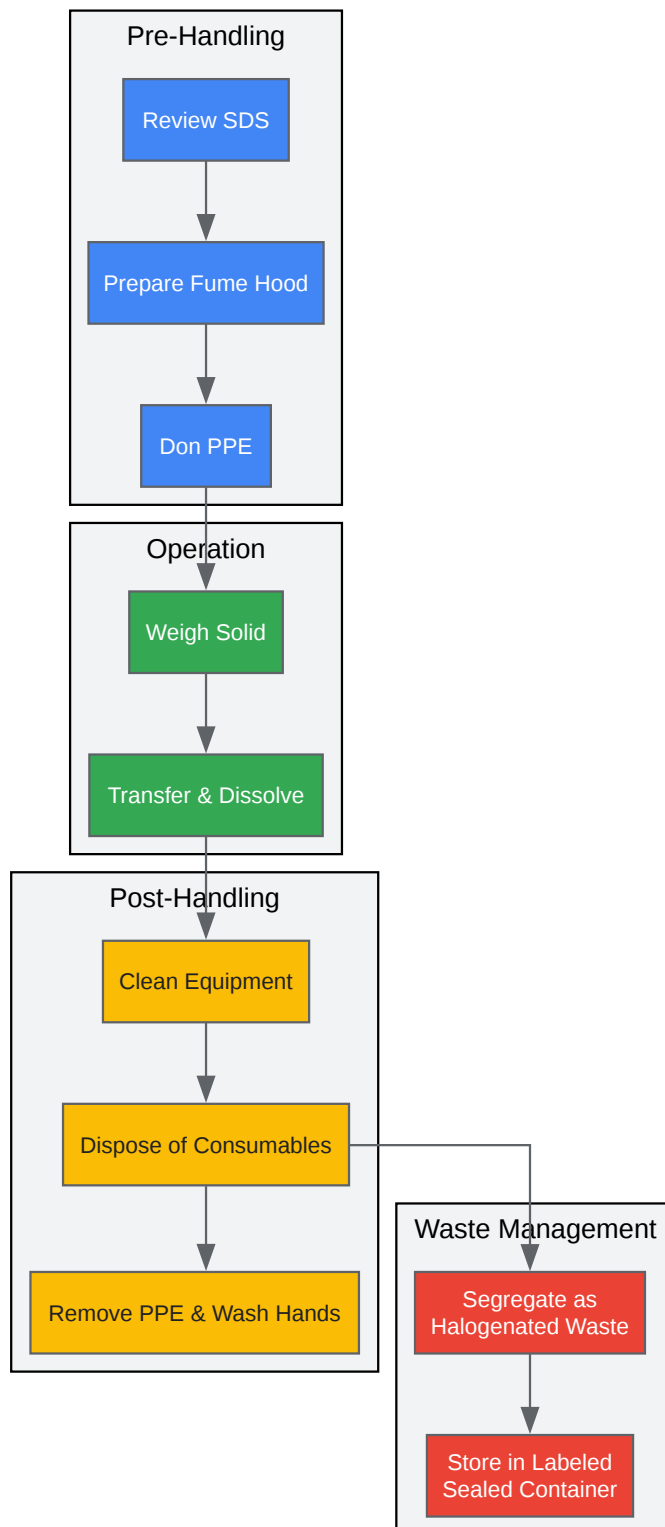 Pre-Handling
Review SDS
Prepare Fume Hood
Don PPE
Operation
Weigh Solid
Transfer & Dissolve
Post-Handling
Clean Equipment
Dispose of Consumables
Remove PPE & Wash Hands
Waste Management
Segregate as
Halogenated Waste
Store in Labeled
Sealed Container